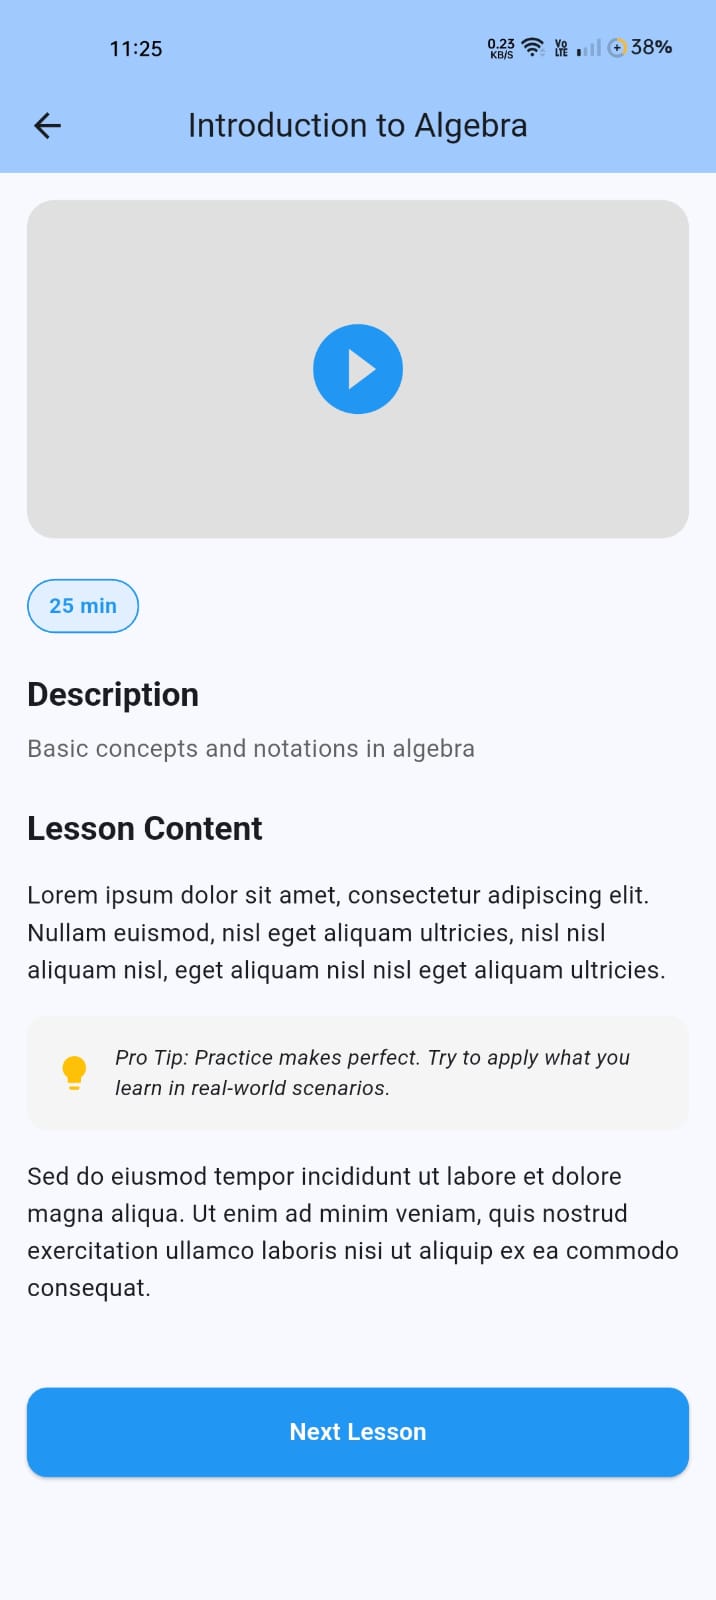 11:25
0.23
KB/S
Vo
LTE
38%
Introduction to Algebra
25 min
Description
Basic concepts and notations in algebra
Lesson Content
Lorem ipsum dolor sit amet, consectetur adipiscing elit.
Nullam euismod, nisl eget aliquam ultricies, nisl nisl
aliquam nisl, eget aliquam nisl nisl eget aliquam ultricies.
Pro Tip: Practice makes perfect. Try to apply what you
learn in real-world scenarios.
Sed do eiusmod tempor incididunt ut labore et dolore
magna aliqua. Ut enim ad minim veniam, quis nostrud
exercitation ullamco laboris nisi ut aliquip ex ea commodo
consequat.
Next Lesson